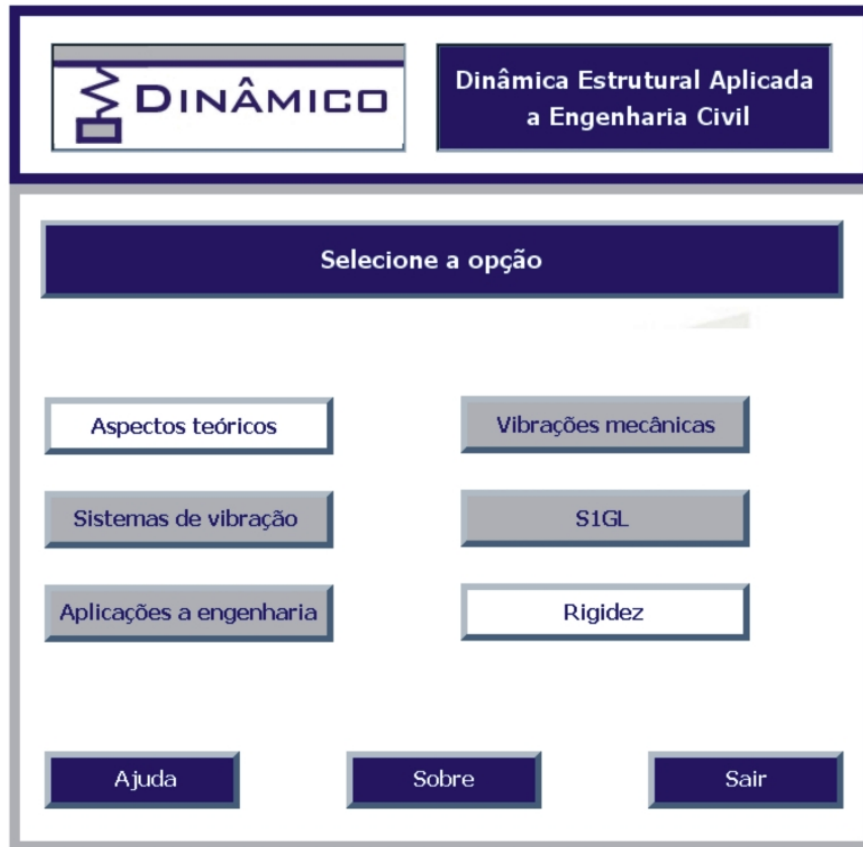 DINÂMICO
Dinâmica Estrutural Aplicada
a Engenharia Civil
Selecione a opção
Aspectos teóricos
Vibrações mecânicas
Sistemas de vibração
S1GL
Aplicações a engenharia
Rigidez
Ajuda
Sobre
Sair